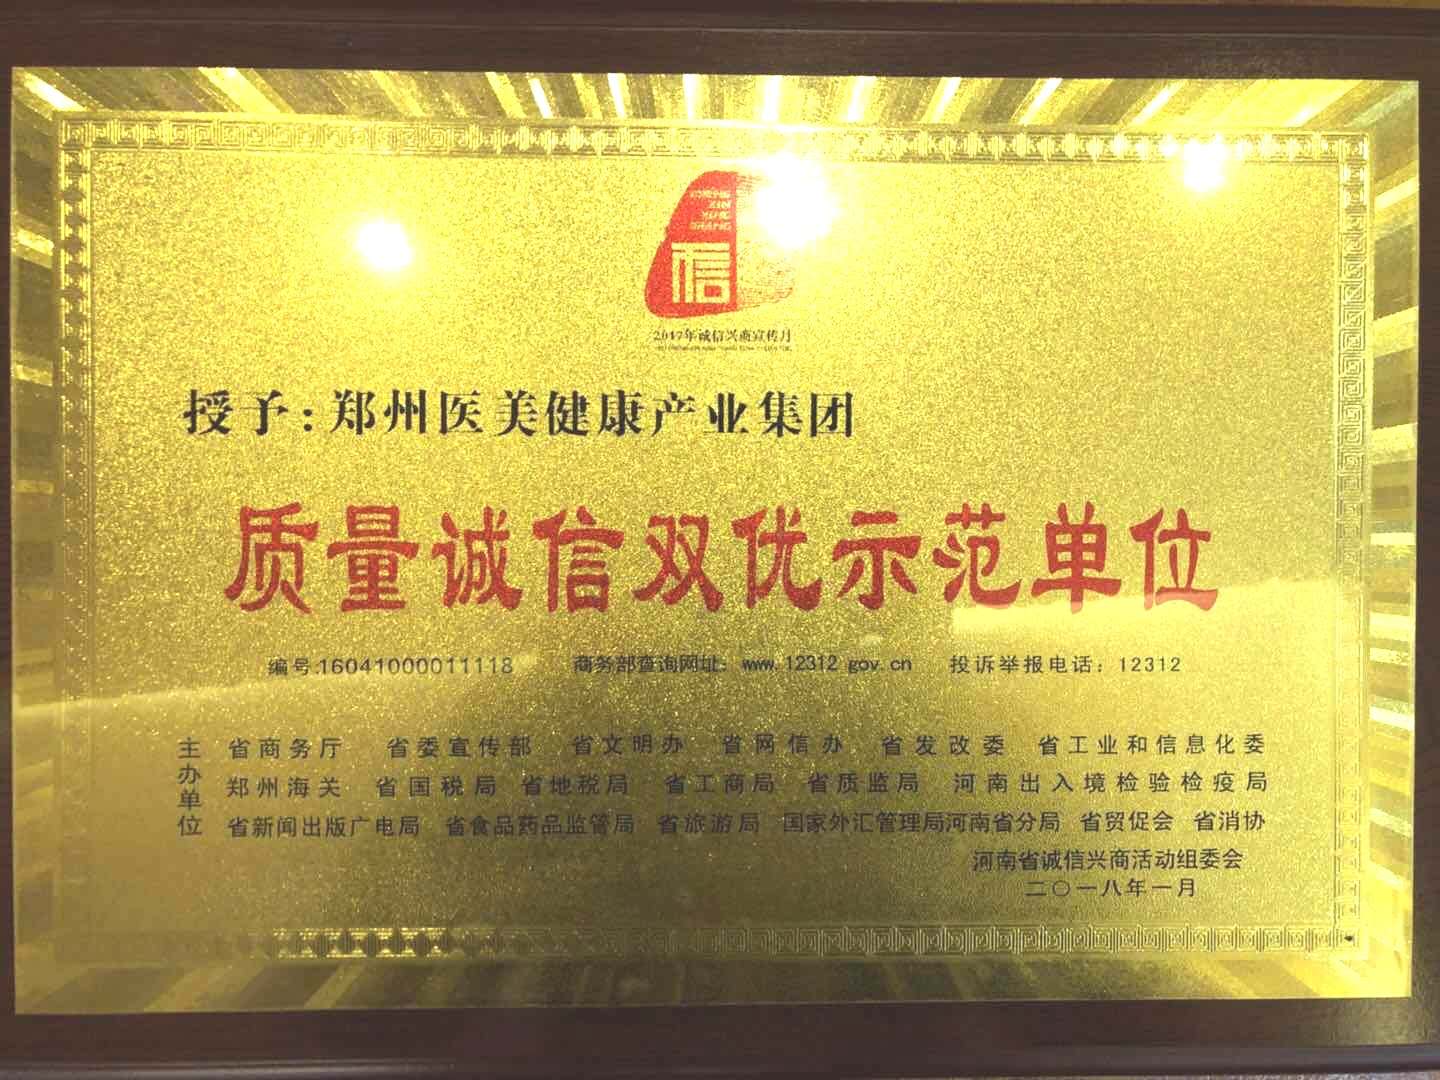 CHENG
XIN
XING
SHANG
信
2017年诚信兴商宣传月
授予:郑州医美健康产业集团
质量诚信双优示范单位
编号:16041000011118 商务部查询网址：www.12312 gov cn 投诉举报电话：12312
主办单位
省商务厅 省委宣传部 省文明办 省网信办 省发改委 省工业和信息化委
郑州海关 省国税局 省地税局 省工商局 省质监局 河南出入境检验检疫局
省新闻出版广电局 省食品药品监管局 省旅游局 国家外汇管理局河南省分局 省贸促会 省消协
河南省诚信兴商活动组委会
二〇一八年一月